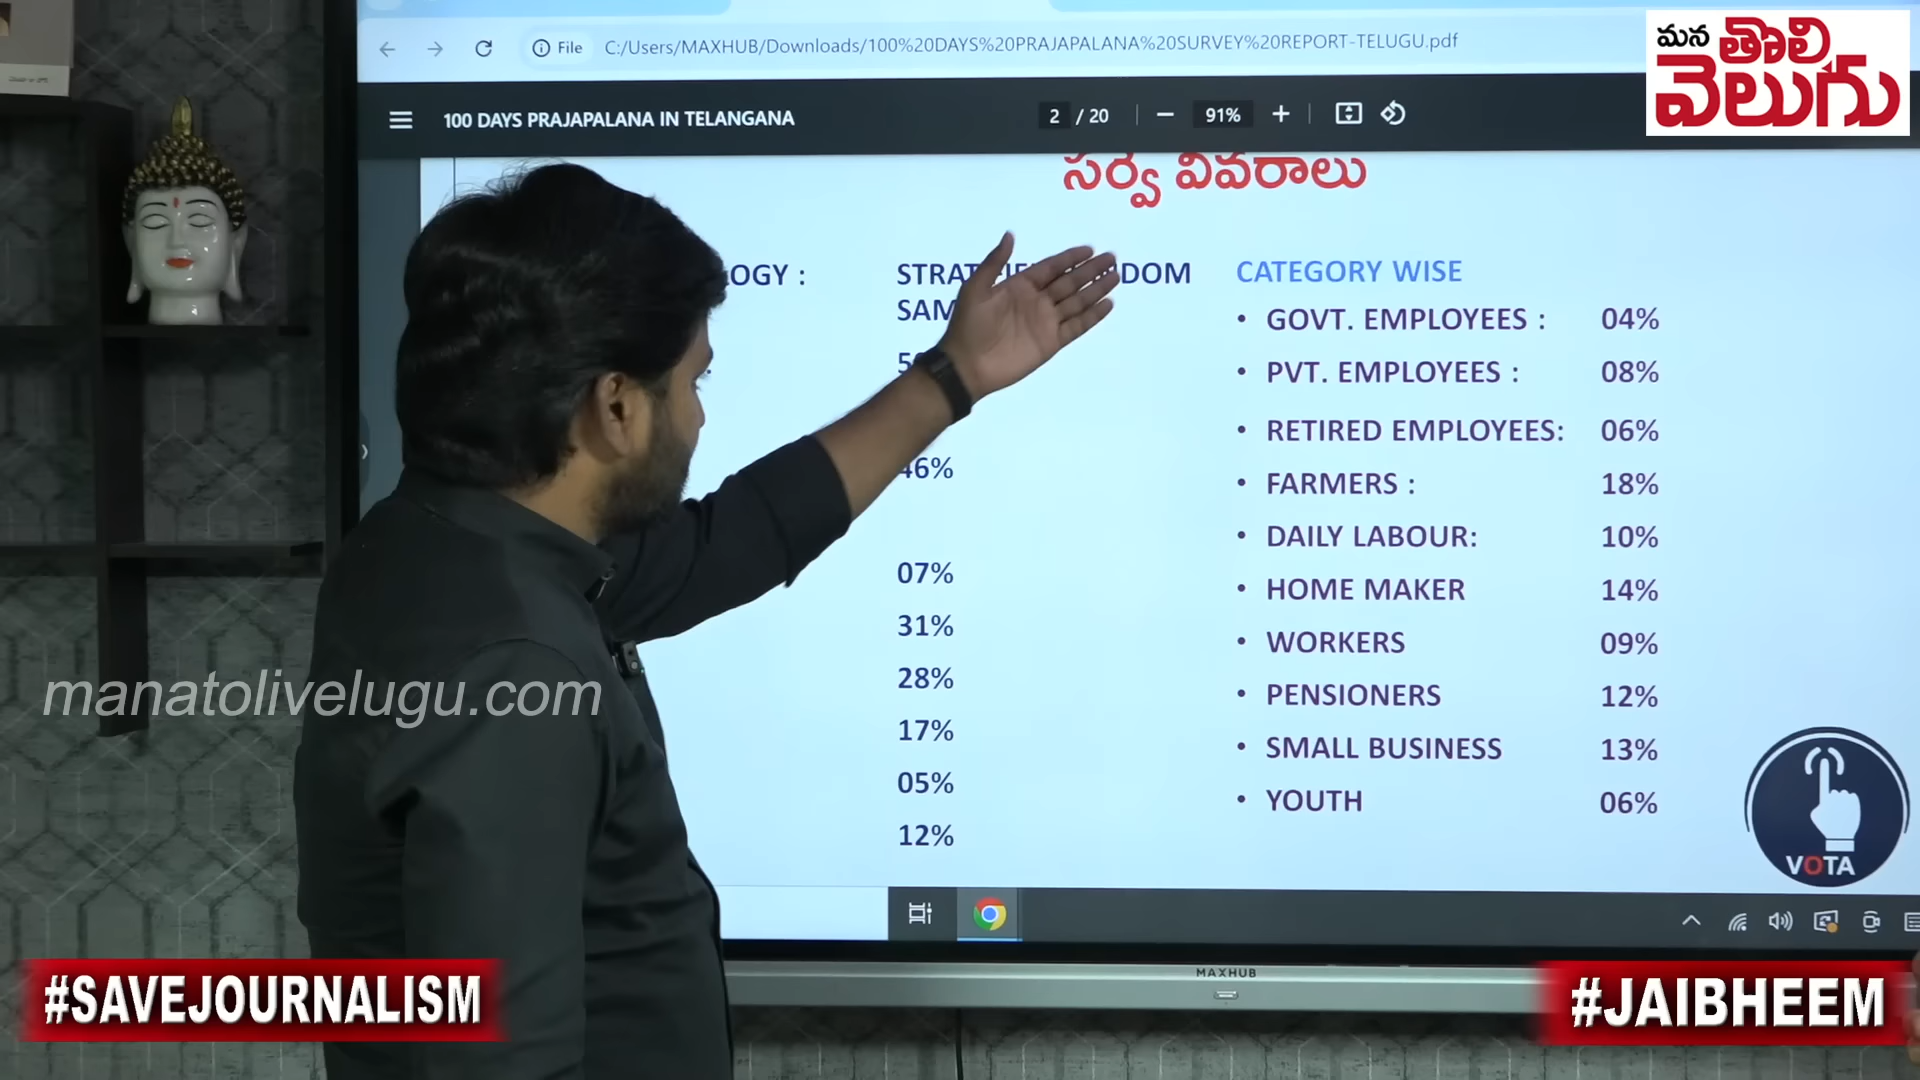 File C:/Users/MAXHUB/Downloads/100%20DAYS%20PRAJAPALANA%20SURVEY%20REPORT-TELUGU.pdf
మన
తొలి
వెలుగు
100 DAYS PRAJAPALANA IN TELANGANA 2 / 20 91%
సర్వ వివరాలు
CATEGORY WISE
GOVT. EMPLOYEES : 04%
PVT. EMPLOYEES : 08%
RETIRED EMPLOYEES: 06%
FARMERS : 18%
DAILY LABOUR: 10%
HOME MAKER 14%
WORKERS 09%
PENSIONERS 12%
SMALL BUSINESS 13%
YOUTH 06%
46%
07%
31%
28%
17%
05%
12%
manatolivelugu.com
VOTA
MAXHUB
#SAVEJOURNALISM
#JAIBHEEM